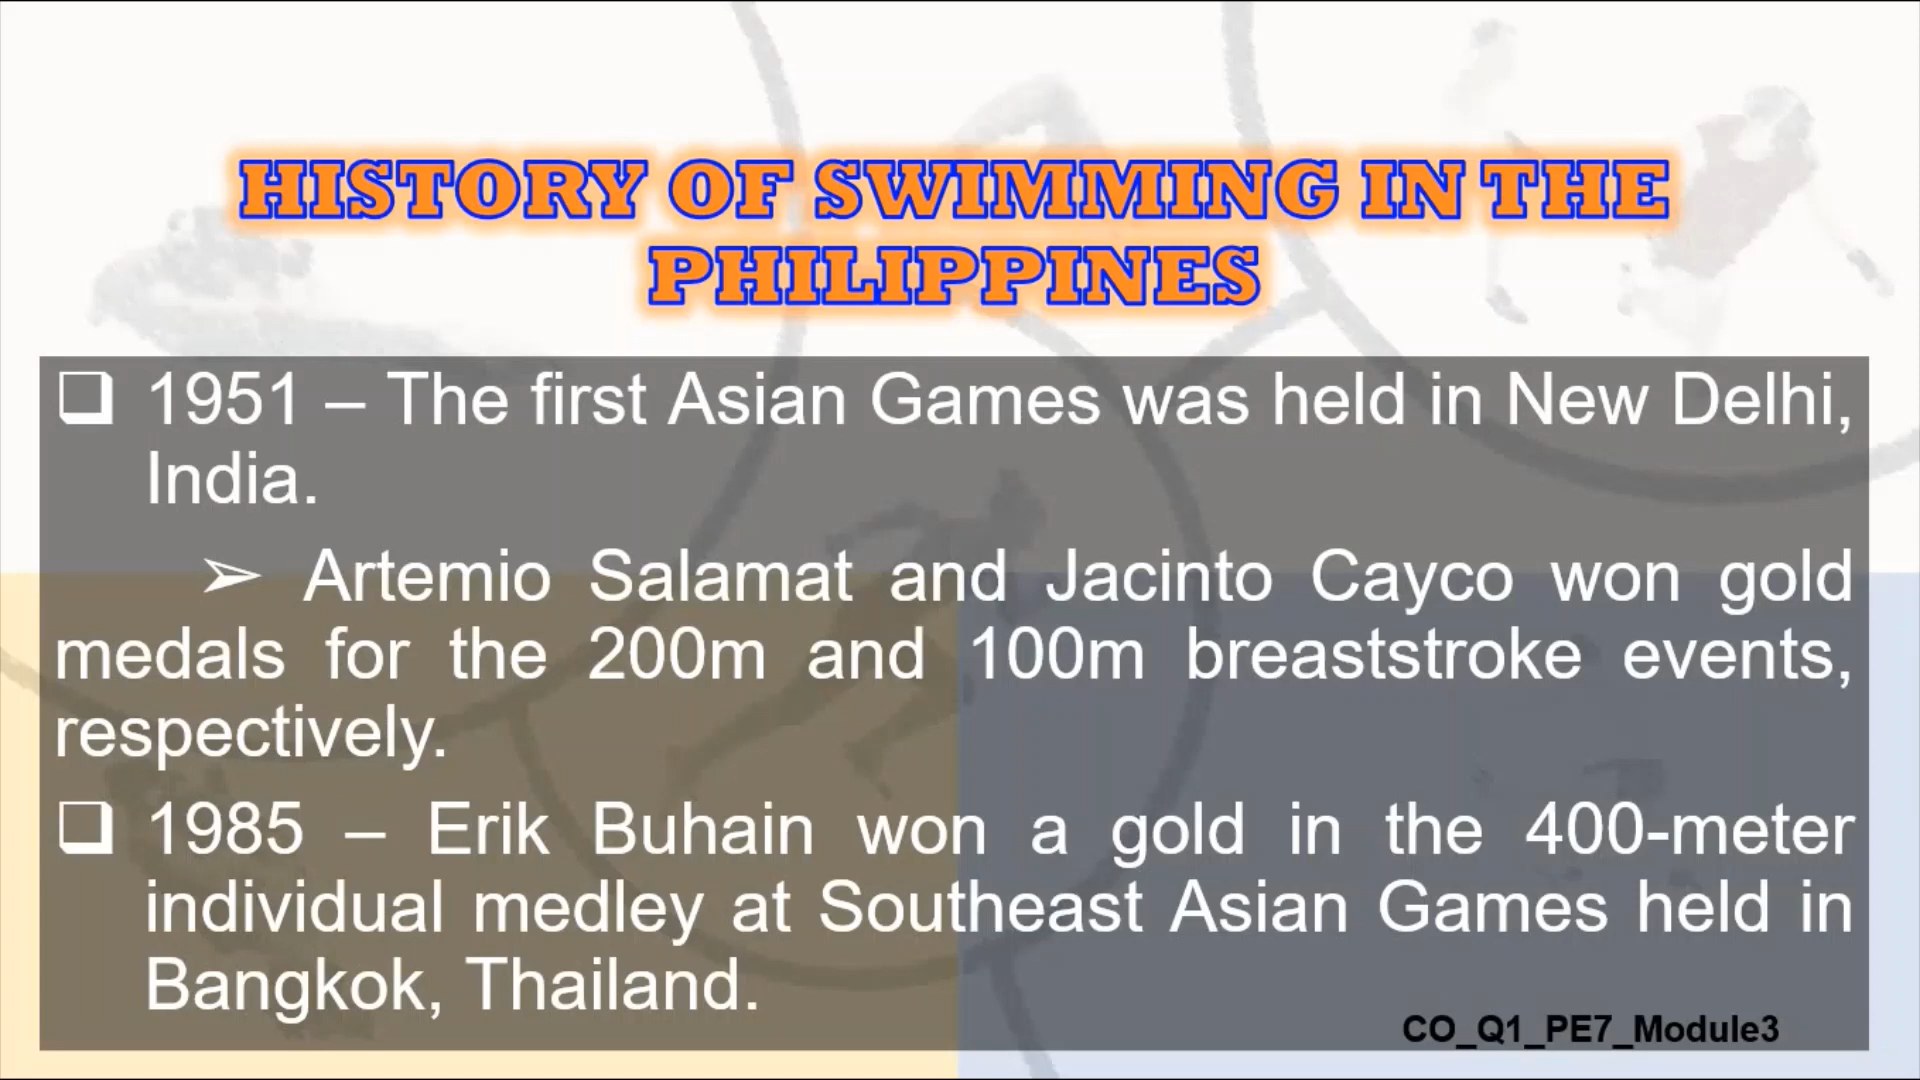 HISTORY OF SWIMMING IN THE
PHILIPPINES
❑ 1951 – The first Asian Games was held in New Delhi,
India.
➢ Artemio Salamat and Jacinto Cayco won gold
medals for the 200m and 100m breaststroke events,
respectively.
❑ 1985 – Erik Buhain won a gold in the 400-meter
individual medley at Southeast Asian Games held in
Bangkok, Thailand.
CO_Q1_PE7_Module3